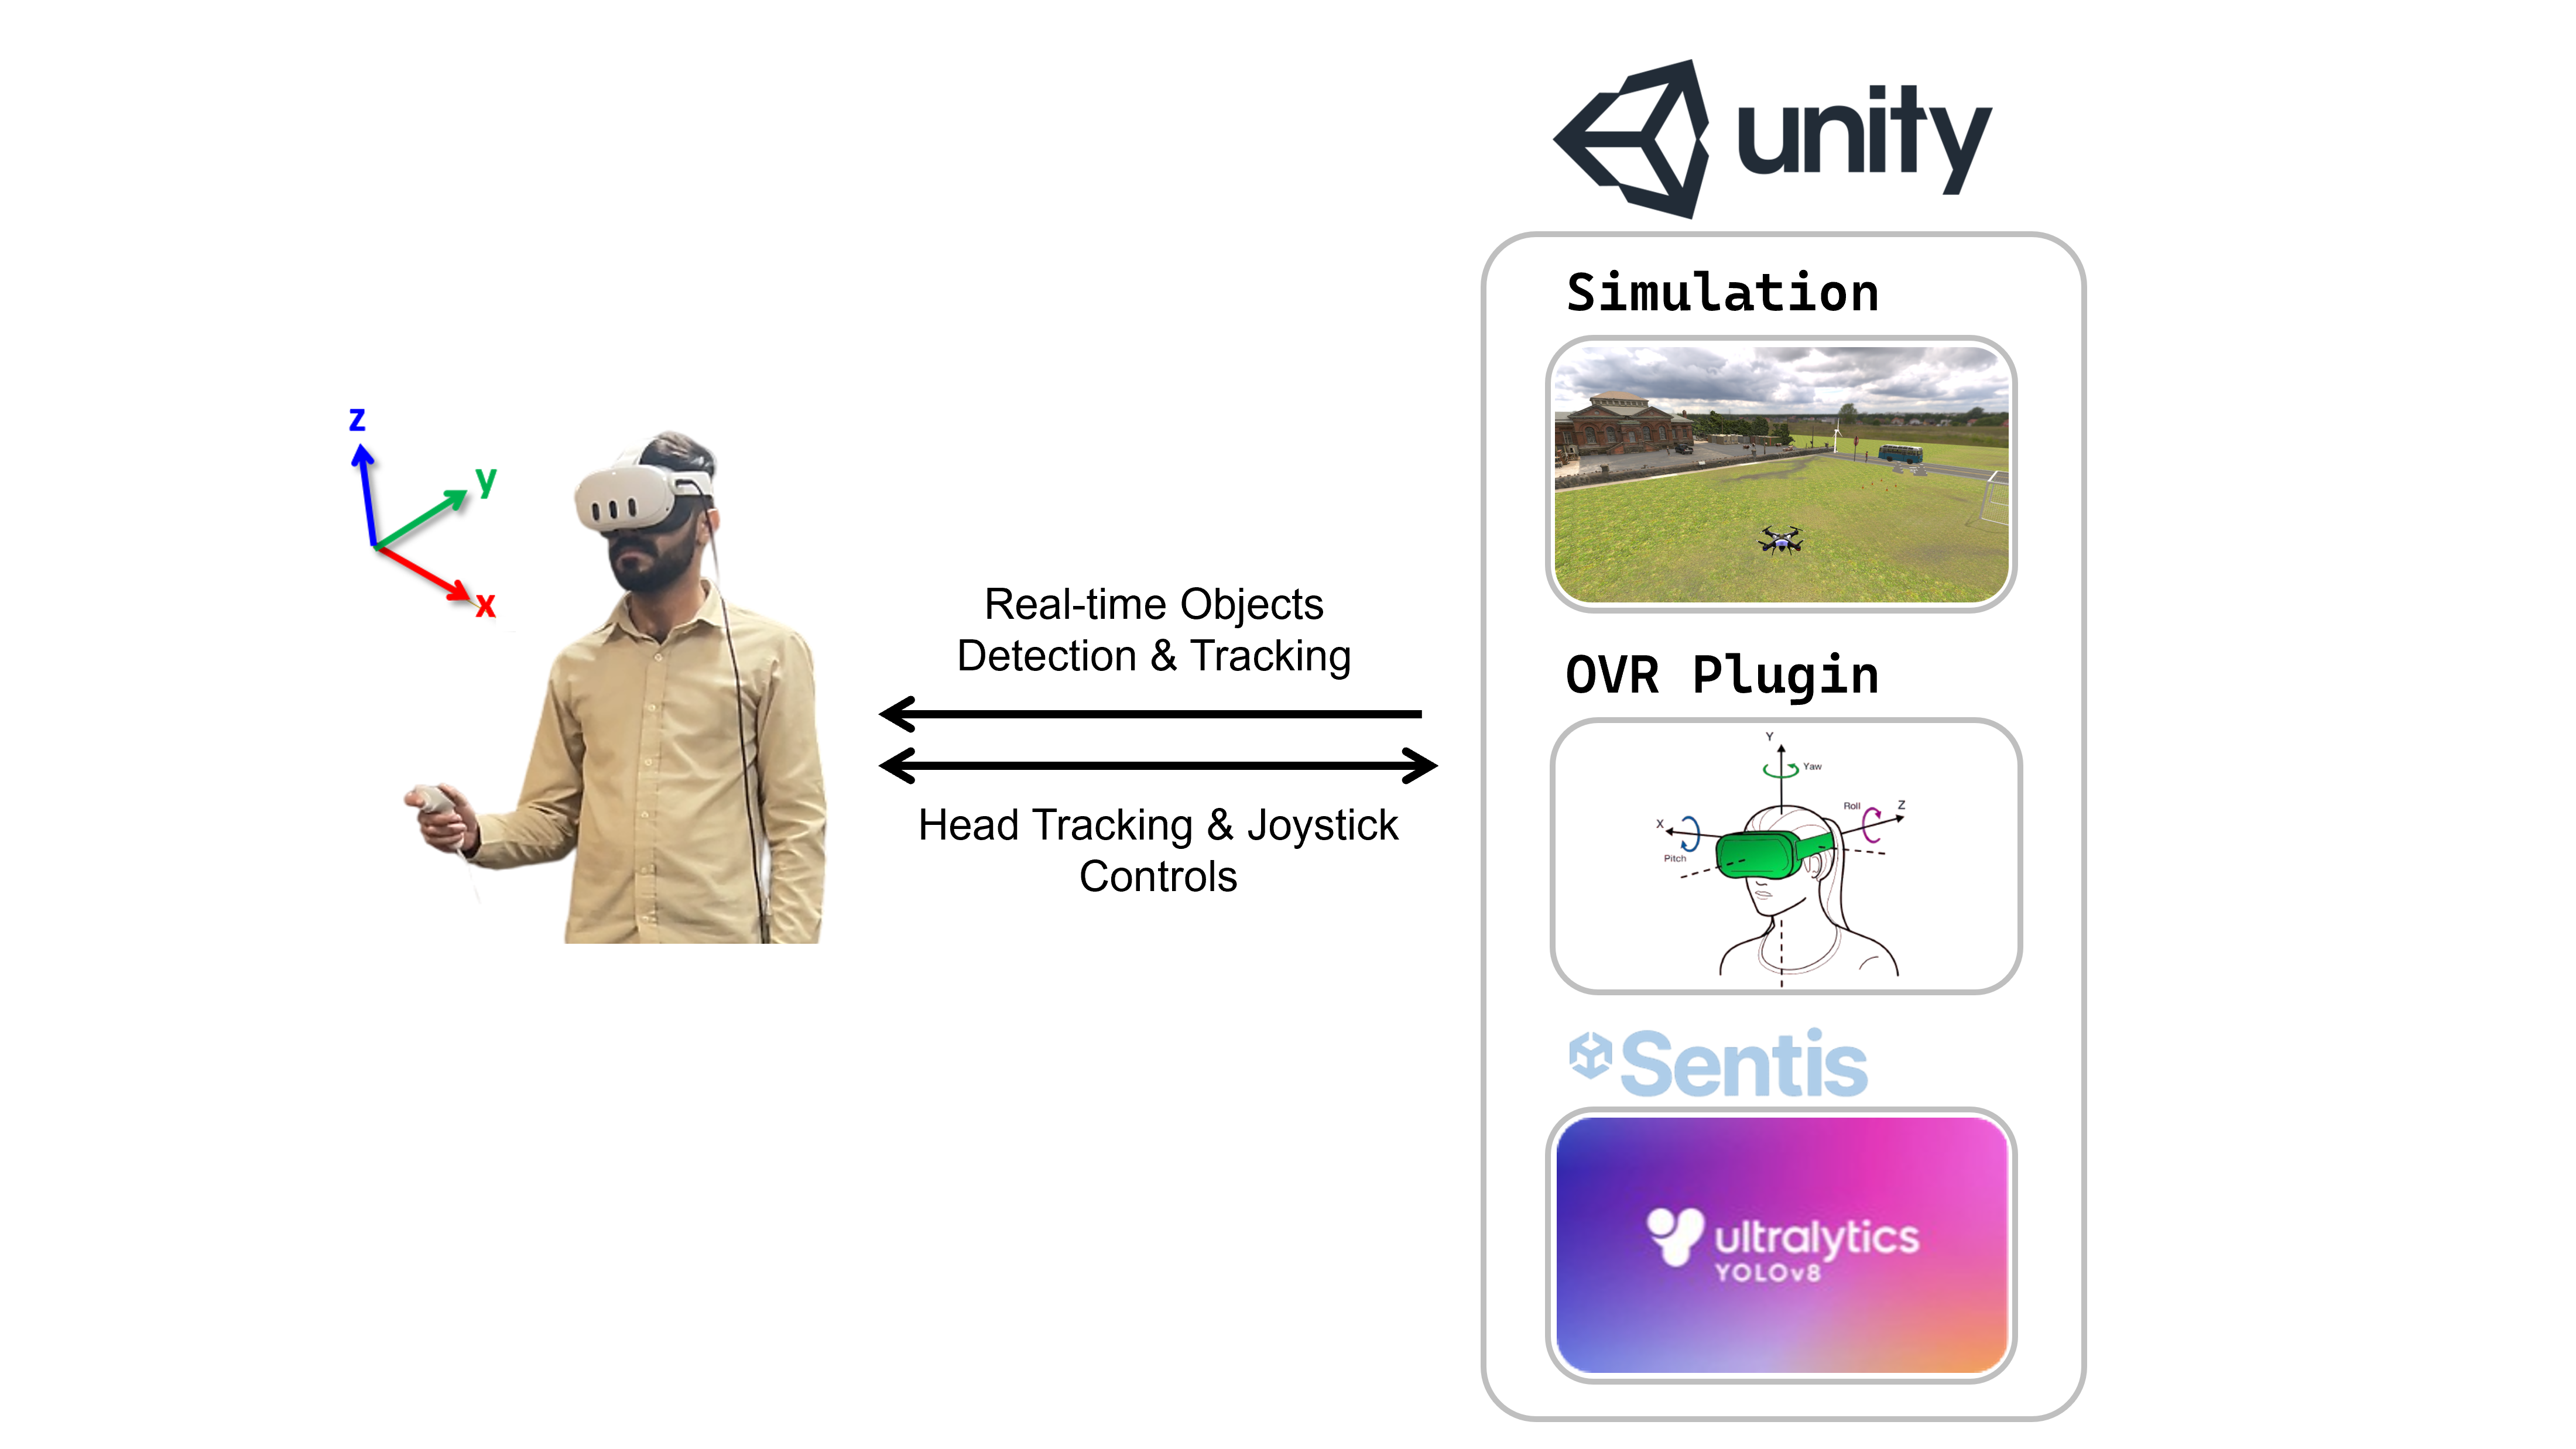 unity
Simulation
z
y
x
Real-time Objects
Detection & Tracking
Head Tracking & Joystick
Controls
OVR Plugin
Y
Yaw
Roll
Z
X
Pitch
Sentis
ultralytics
YOLOv8